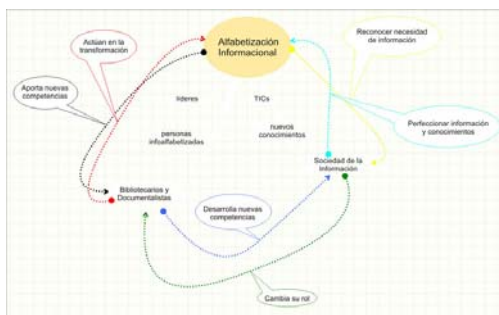 Alfabetización
Informacional
Actúan en la
transformación
Reconocer necesidad
de información
Aporta nuevas
competencias
líderes
TICs
personas
infoalfabetizadas
nuevos
conocimientos
Perfeccionar información
y conocimientos
Sociedad de la
Información
Bibliotecarios y
Documentalistas
Desarrolla nuevas
competencias
Cambia su rol